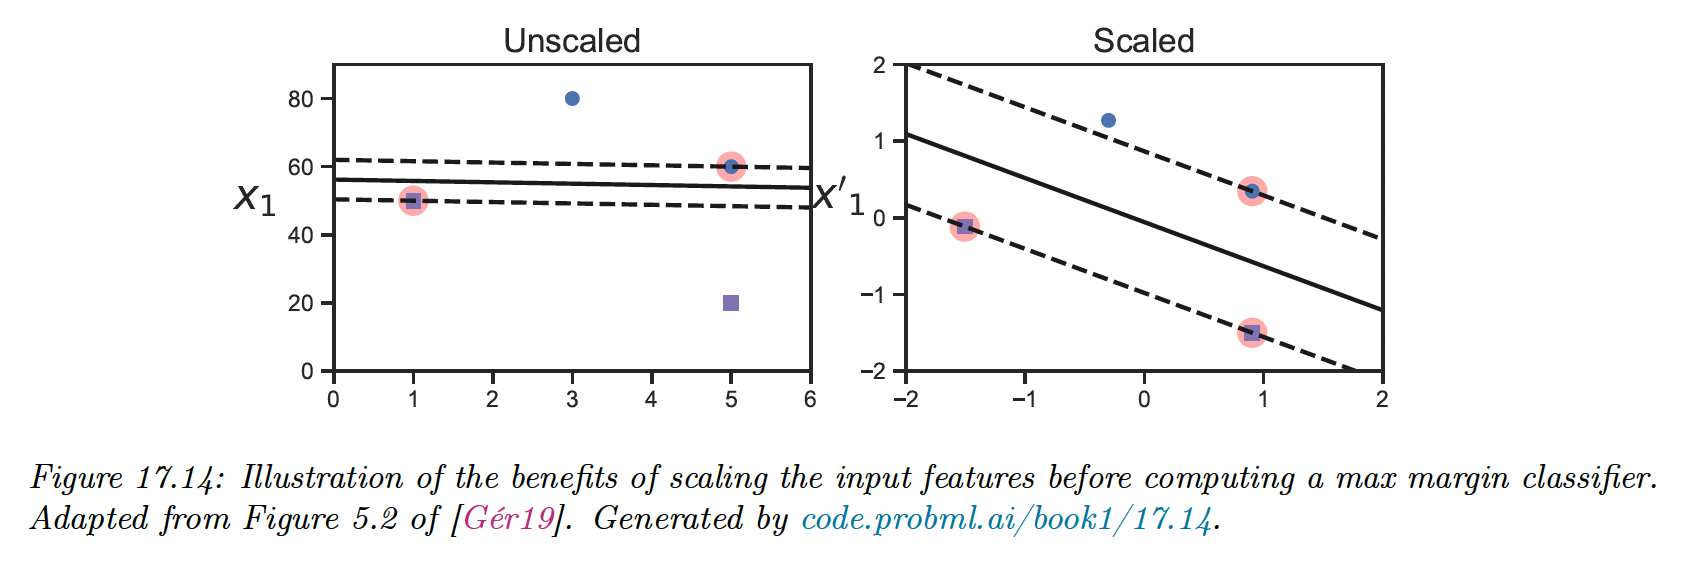 Unscaled
Scaled
80
60
40
20
0
x1
0 1 2 3 4 5 6
2
1
0
−1
−2
x′1
−2 −1 0 1 2
Figure 17.14: Illustration of the benefits of scaling the input features before computing a max margin classifier.
Adapted from Figure 5.2 of [Gér19]. Generated by code.probml.ai/book1/17.14.